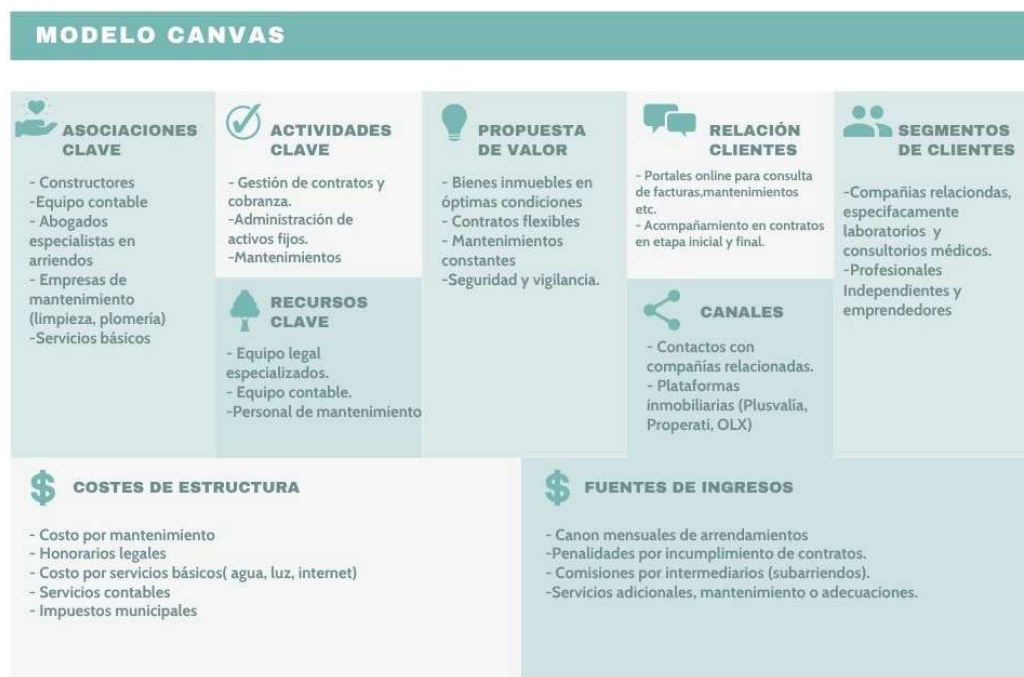 MODELO CANVAS
ASOCIACIONES
CLAVE
- Constructores
-Equipo contable
- Abogados
especialistas en
arriendos
- Empresas de
mantenimiento
(limpieza, plomería)
-Servicios básicos
ACTIVIDADES
CLAVE
- Gestión de contratos y
cobranza.
-Administración de
activos fijos.
-Mantenimientos
RECURSOS
CLAVE
- Equipo legal
especializados.
- Equipo contable.
-Personal de mantenimiento
PROPUESTA
DE VALOR
- Bienes inmuebles en
óptimas condiciones
- Contratos flexibles
- Mantenimientos
constantes
-Seguridad y vigilancia.
RELACIÓN
CLIENTES
- Portales online para consulta
de facturas,mantenimientos
etc.
- Acompañamiento en contratos
en etapa inicial y final.
CANALES
- Contactos con
compañías relacionadas.
- Plataformas
inmobiliarias (Plusvalía,
Properati, OLX)
SEGMENTOS
DE CLIENTES
-Compañias relaciondas,
especifacamente
laboratorios y
consultorios médicos.
-Profesionales
Independientes y
emprendedores
COSTES DE ESTRUCTURA
- Costo por mantenimiento
- Honorarios legales
- Costo por servicios básicos( agua, luz, internet)
- Servicios contables
- Impuestos municipales
FUENTES DE INGRESOS
- Canon mensuales de arrendamientos
-Penalidades por incumplimiento de contratos.
- Comisiones por intermediarios (subarriendos).
-Servicios adicionales, mantenimiento o adecuaciones.